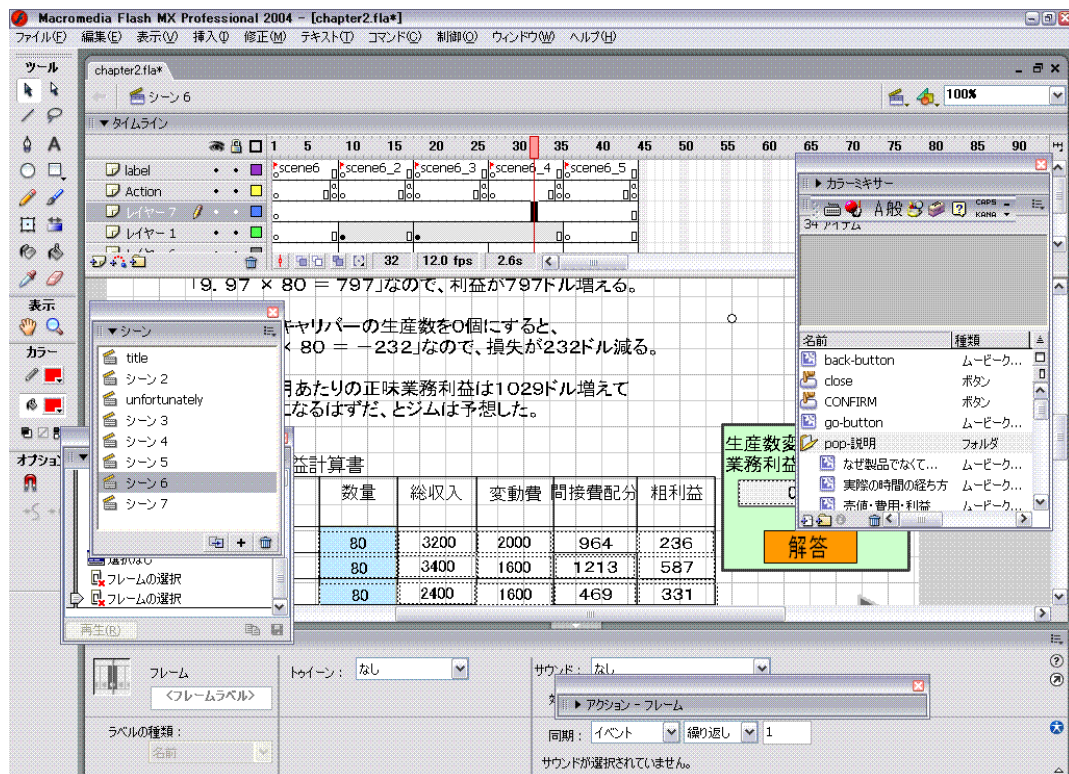 Macromedia Flash MX Professional 2004 - [chapter2.fla*]
ファイル(F) 編集(E) 表示(V) 挿入(I) 修正(M) テキスト(T) コマンド(C) 制御(O) ウィンドウ(W) ヘルプ(H)
ツール
chapter2.fla*
シーン 6
100%
▼ タイムライン
1 5 10 15 20 25 30 35 40 45 50 55 60 65 70 75 80 85 90
label
scene6 scene6_2 scene6_3 scene6_4 scene6_5
Action
レイヤー 7
レイヤー 1
32 12.0 fps 2.6s
表示
カラー
オプション
▶ カラーミキサー
A 般 CAPS KANA
34 アイテム
名前 種類
back-button ムービーク...
close ボタン
CONFIRM ボタン
go-button ムービーク...
pop-説明 フォルダ
なぜ製品でなくて... ムービーク...
実際の時間の経ち方 ムービーク...
売値・費用・利益 ムービーク...
「9.97 × 80 = 797」なので、利益が797ドル増える。
キャリパーの生産数を0個にすると、
× 80 = -232」なので、損失が232ドル減る。
月あたりの正味業務利益は1029ドル増えて
になるはずだ、とジムは予想した。
▼ シーン
title
シーン 2
unfortunately
シーン 3
シーン 4
シーン 5
シーン 6
シーン 7
益計算書
数量 総収入 変動費 間接費配分 粗利益
80 3200 2000 964 236
80 3400 1600 1213 587
80 2400 1600 469 331
生産数変
業務利益
解答
選択なし
フレームの選択
フレームの選択
再生(R)
フレーム
<フレームラベル>
ラベルの種類:
名前
トゥイーン: なし
サウンド: なし
▶ アクション - フレーム
同期: イベント 繰り返し 1
サウンドが選択されていません。